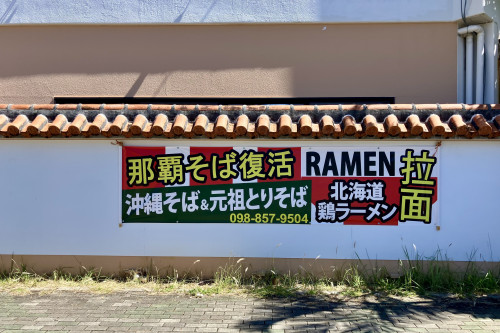 那覇そば復活
沖縄そば&元祖とりそば
098-857-9504
RAMEN
北海道
鶏ラーメン
拉面